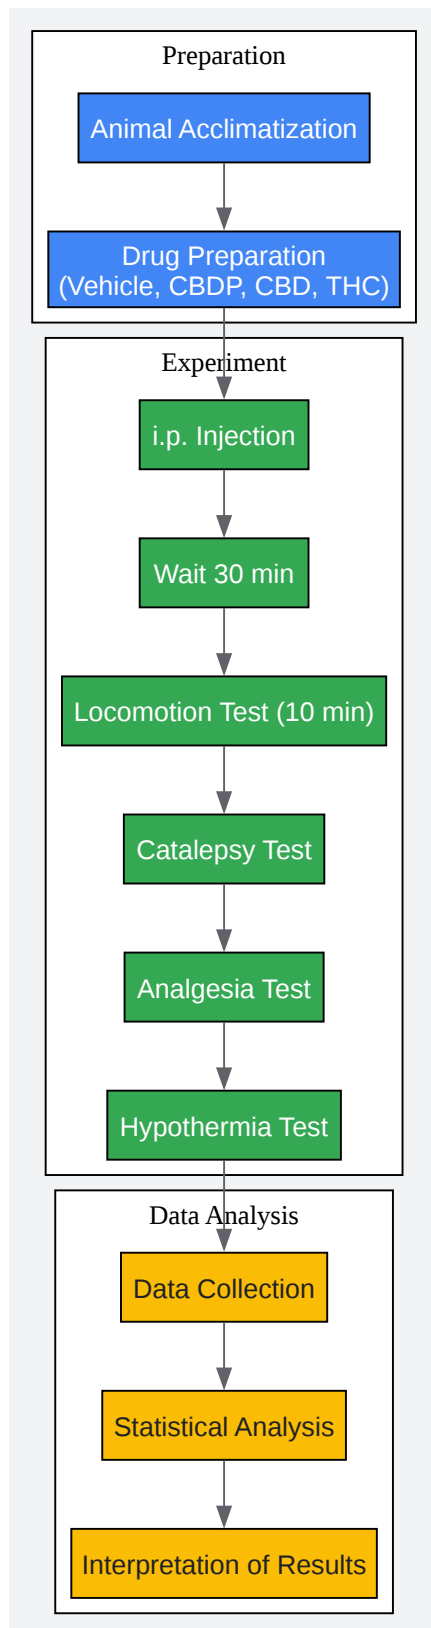 Preparation
Animal Acclimatization
Drug Preparation
(Vehicle, CBDP, CBD, THC)
Experiment
i.p. Injection
Wait 30 min
Locomotion Test (10 min)
Catalepsy Test
Analgesia Test
Hypothermia Test
Data Analysis
Data Collection
Statistical Analysis
Interpretation of Results